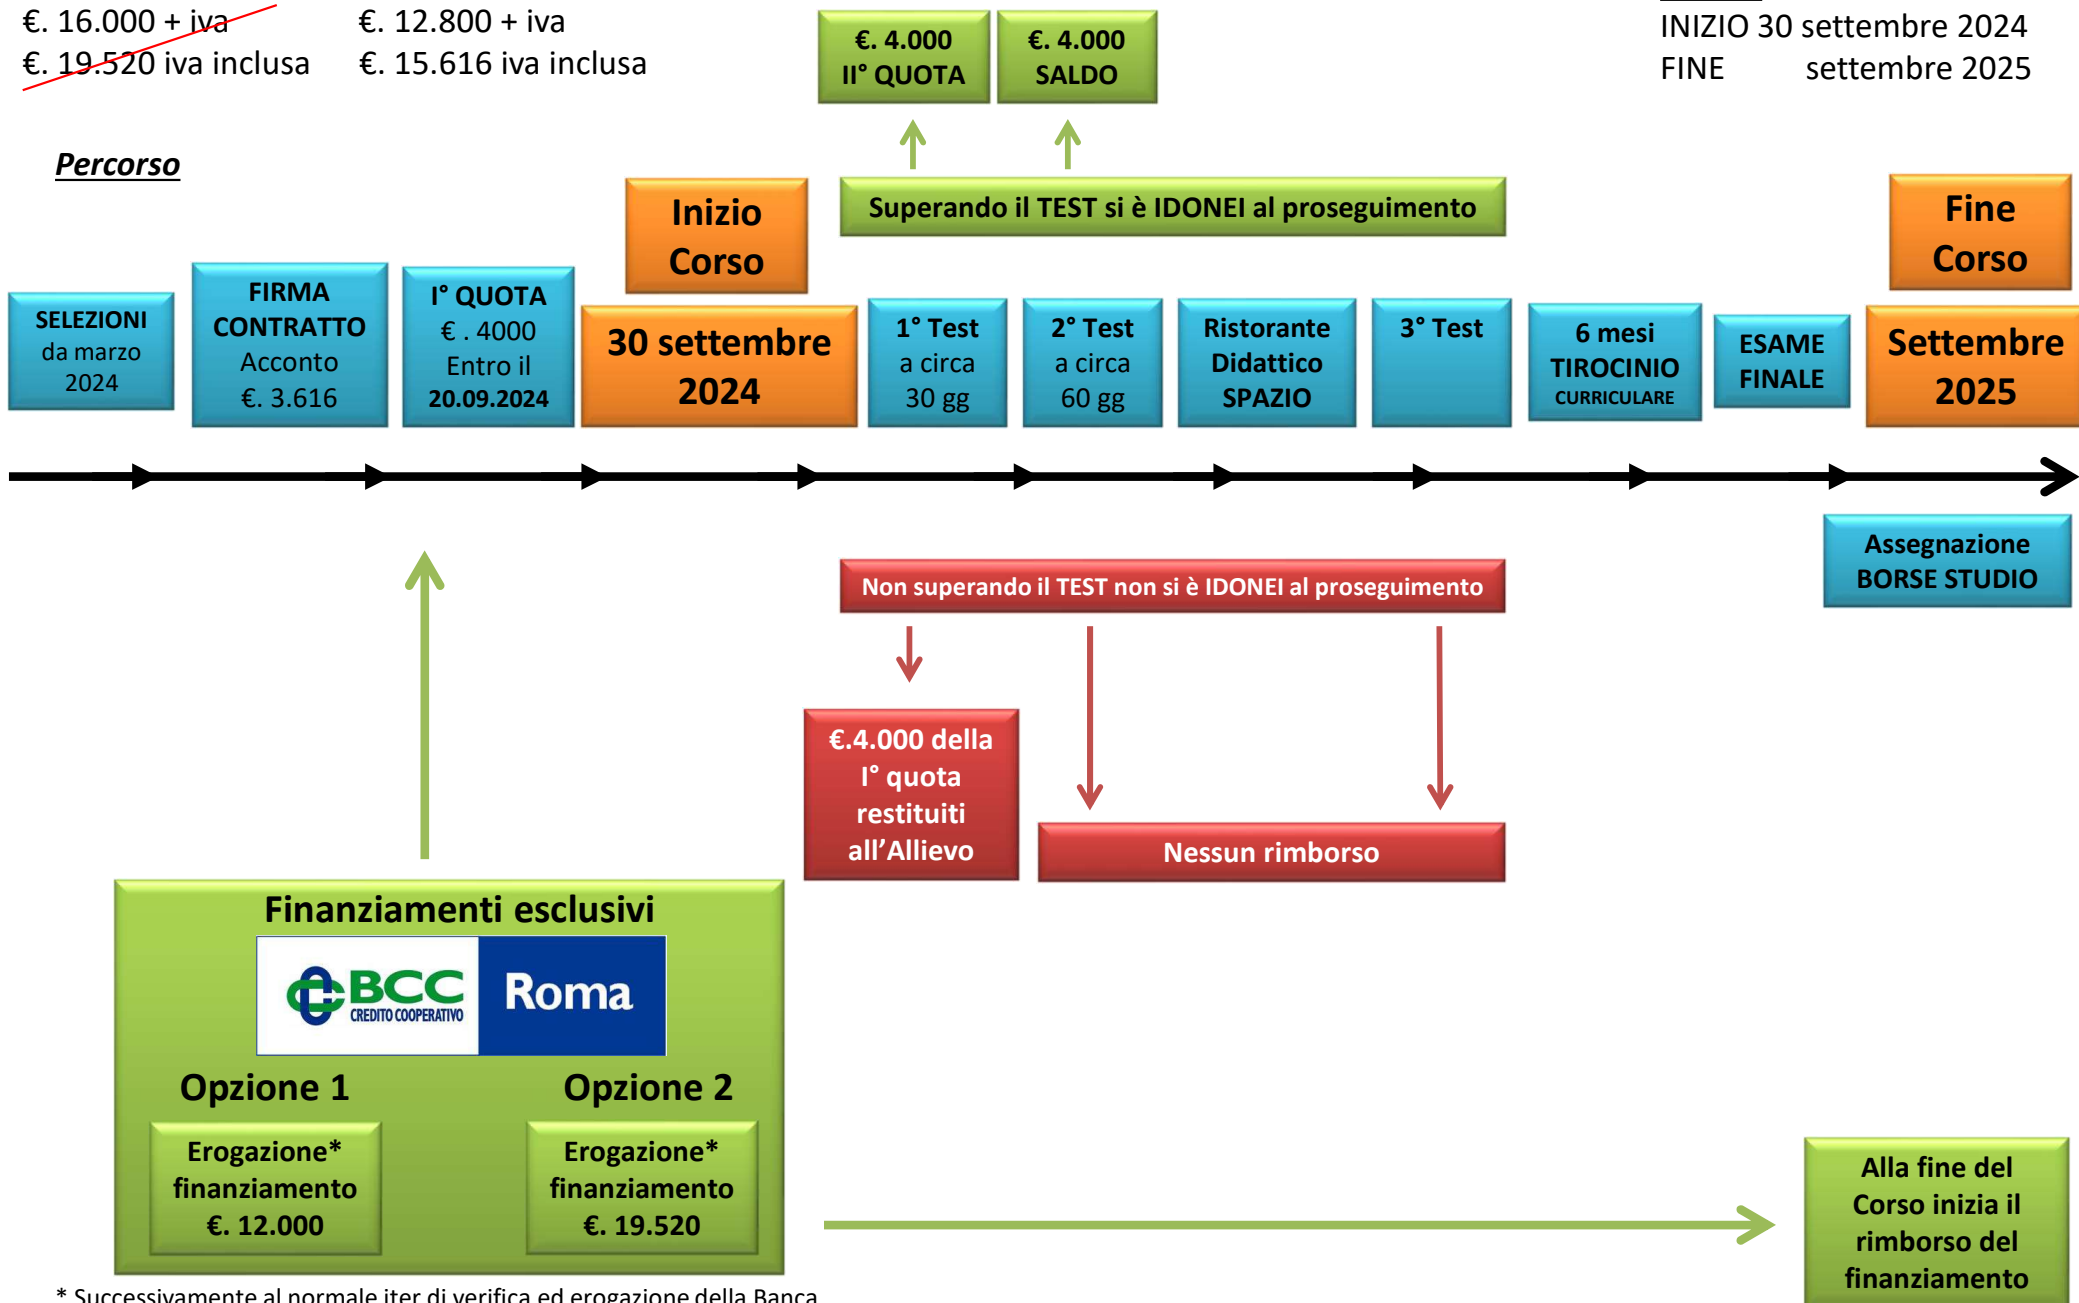 €. 16.000 + iva
€. 19.520 iva inclusa
€. 12.800 + iva
€. 15.616 iva inclusa
€. 4.000
II° QUOTA
€. 4.000
SALDO
INIZIO 30 settembre 2024
FINE settembre 2025
Percorso
Inizio
Corso
Superando il TEST si è IDONEI al proseguimento
Fine
Corso
SELEZIONI
da marzo
2024
FIRMA
CONTRATTO
Acconto
€. 3.616
I° QUOTA
€ . 4000
Entro il
20.09.2024
30 settembre
2024
1° Test
a circa
30 gg
2° Test
a circa
60 gg
Ristorante
Didattico
SPAZIO
3° Test
6 mesi
TIROCINIO
CURRICULARE
ESAME
FINALE
Settembre
2025
Assegnazione
BORSE STUDIO
Non superando il TEST non si è IDONEI al proseguimento
€.4.000 della
I° quota
restituiti
all’Allievo
Nessun rimborso
Finanziamenti esclusivi
BCC
CREDITO COOPERATIVO
Roma
Opzione 1
Opzione 2
Erogazione*
finanziamento
€. 12.000
Erogazione*
finanziamento
€. 19.520
Alla fine del
Corso inizia il
rimborso del
finanziamento
* Successivamente al normale iter di verifica ed erogazione della Banca